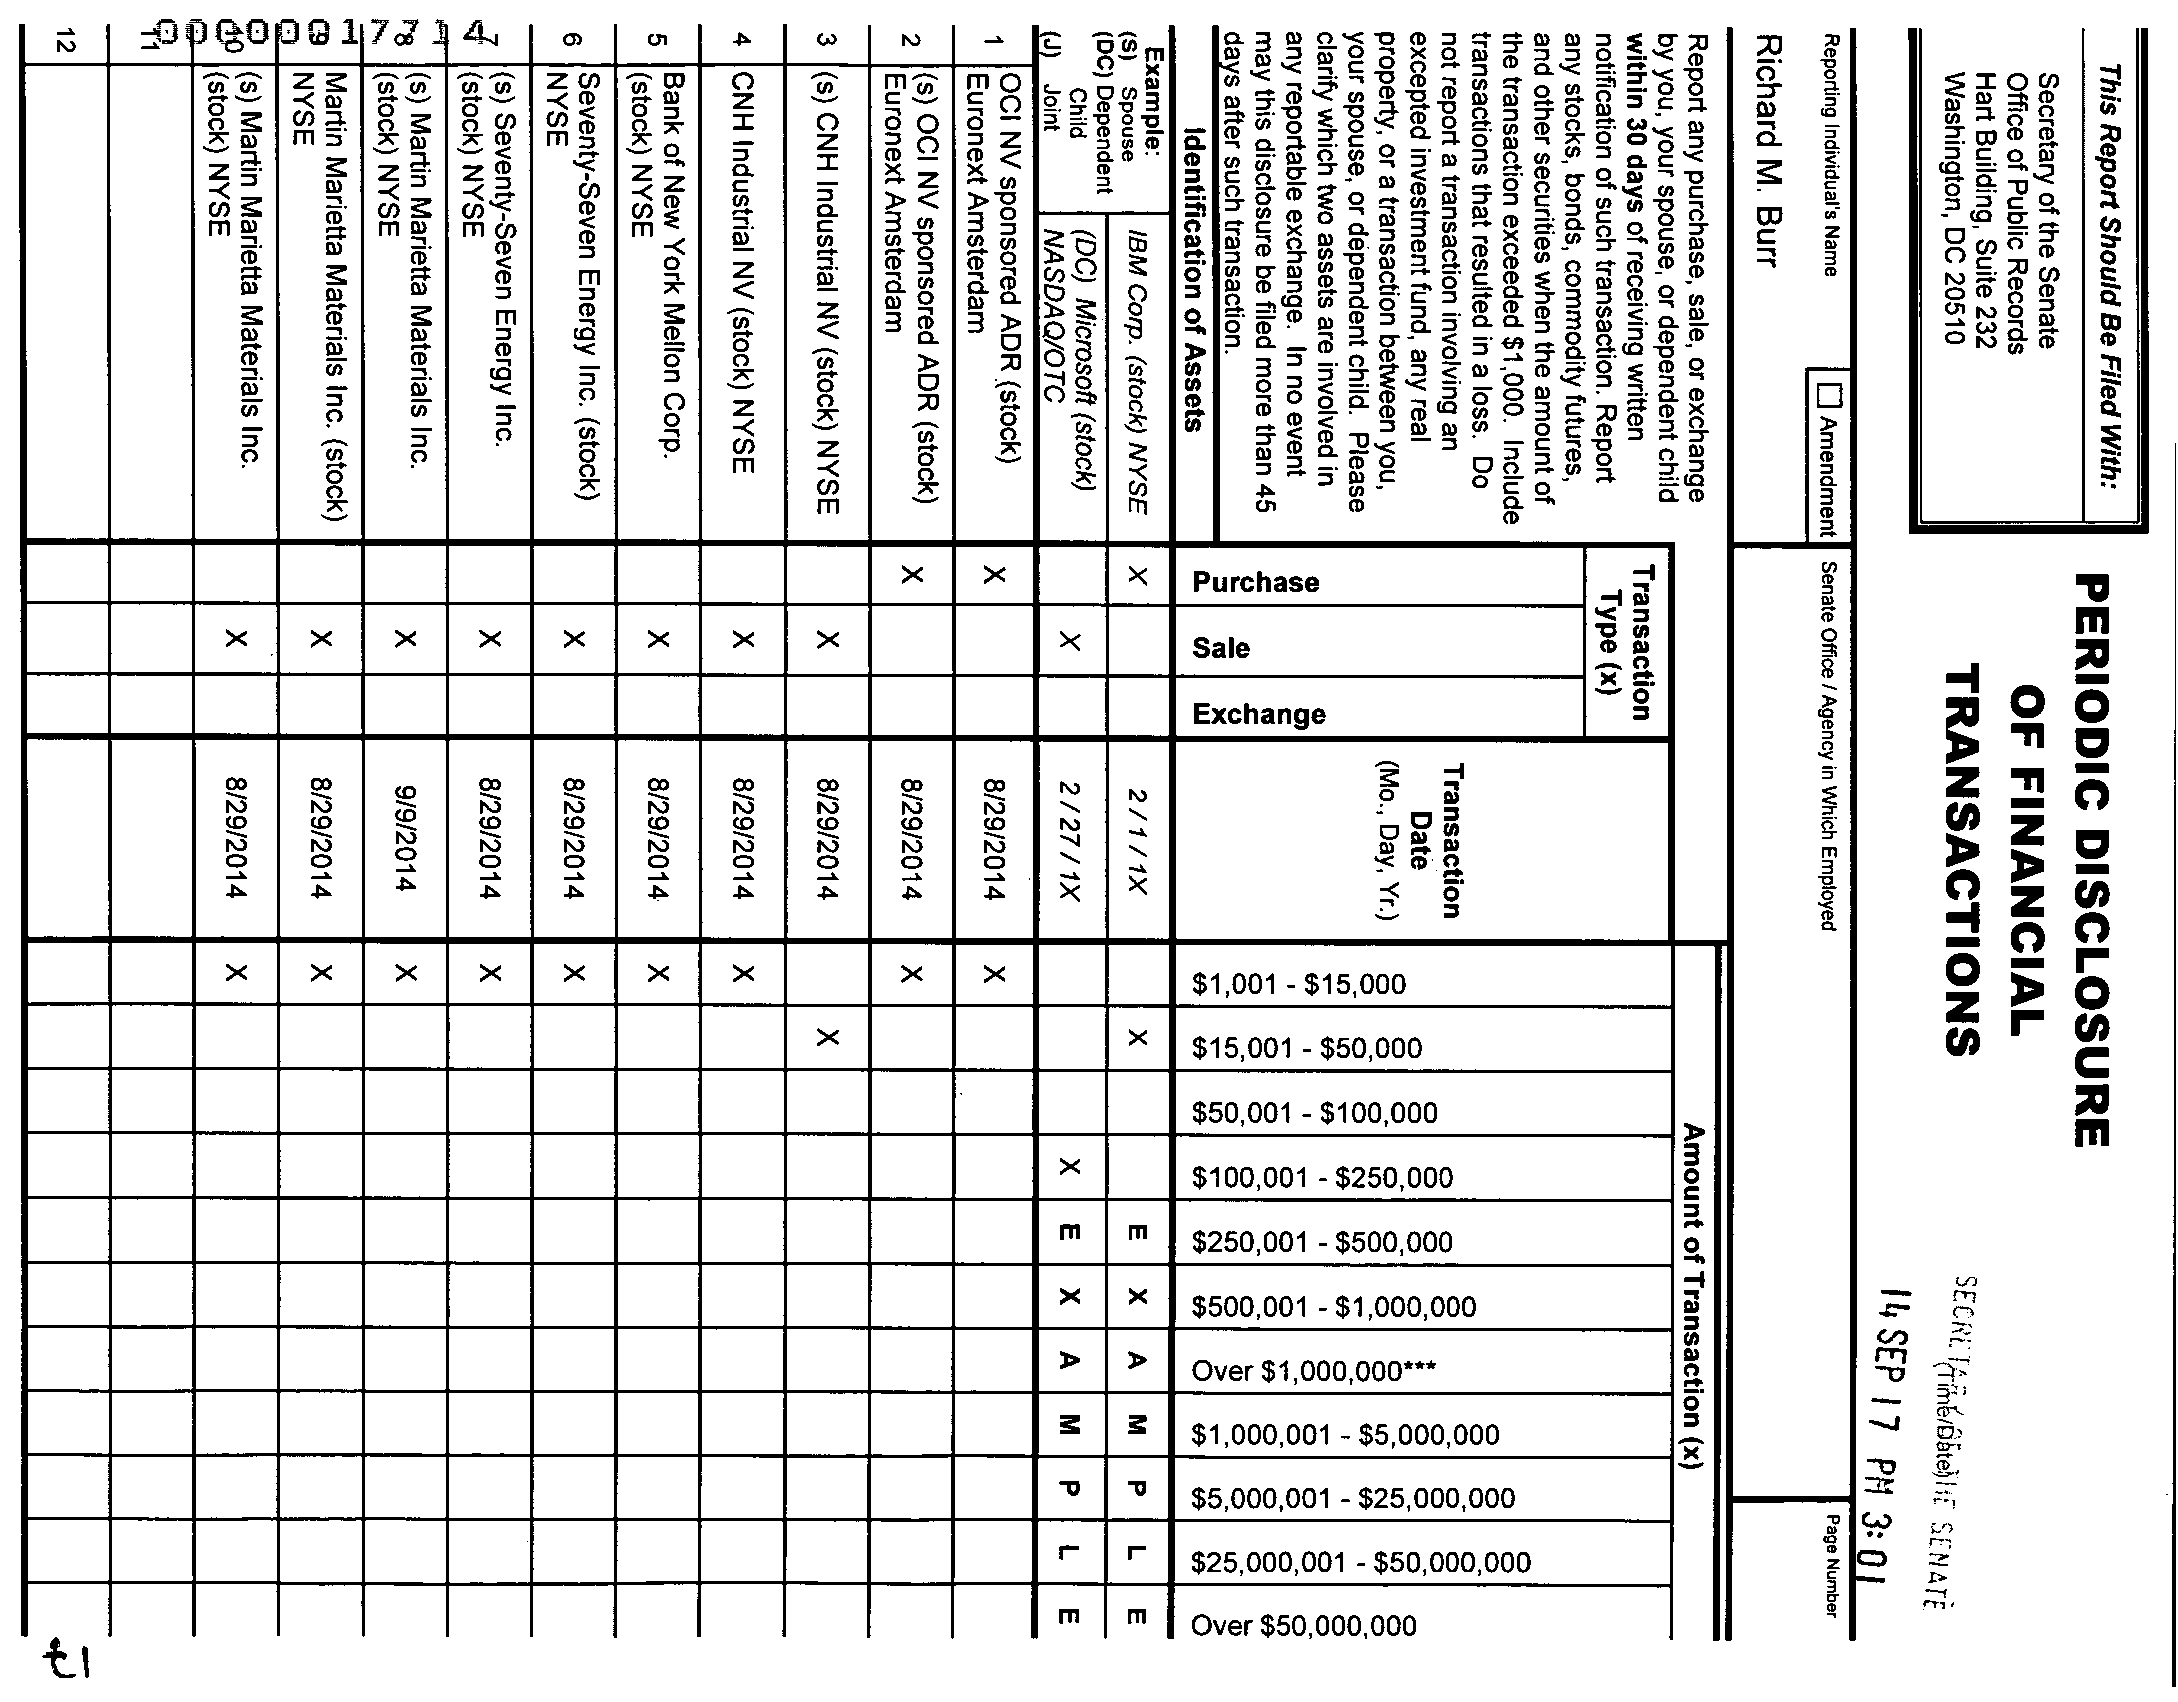 This Report Should Be Filed With:
Secretary of the Senate
Office of Public Records
Hart Building, Suite 232
Washington, DC 20510
PERIODIC DISCLOSURE
OF FINANCIAL
TRANSACTIONS
(Time/Date)
SENATE
14 SEP 17 PM 3:01
Reporting Individual's Name
☐ Amendment
Senate Office / Agency in Which Employed
Page Number
Richard M. Burr
Report any purchase, sale, or exchange
by you, your spouse, or dependent child
within 30 days of receiving written
notification of such transaction. Report
any stocks, bonds, commodity futures,
and other securities when the amount of
the transaction exceeded $1,000. Include
transactions that resulted in a loss. Do
not report a transaction involving an
excepted investment fund, any real
property, or a transaction between you,
your spouse, or dependent child. Please
clarify which two assets are involved in
any reportable exchange. In no event
may this disclosure be filed more than 45
days after such transaction.
Transaction
Type (x)
Transaction
Date
(Mo., Day, Yr.)
Amount of Transaction (x)
Identification of Assets
Purchase
Sale
Exchange
$1,001 - $15,000
$15,001 - $50,000
$50,001 - $100,000
$100,001 - $250,000
$250,001 - $500,000
$500,001 - $1,000,000
Over $1,000,000***
$1,000,001 - $5,000,000
$5,000,001 - $25,000,000
$25,000,001 - $50,000,000
Over $50,000,000
Example:
(S) Spouse
(DC) Dependent
Child
(J) Joint
IBM Corp. (stock) NYSE X 2 / 1 / 1X X E X A M P L E
(DC) Microsoft (stock)
NASDAQ/OTC X 2 / 27 / 1X X E X A M P L E
1 OCI NV sponsored ADR (stock)
Euronext Amsterdam X 8/29/2014 X
2 (s) OCI NV sponsored ADR (stock)
Euronext Amsterdam X 8/29/2014 X
3 (s) CNH Industrial NV (stock) NYSE X 8/29/2014 X
4 CNH Industrial NV (stock) NYSE X 8/29/2014 X
5 Bank of New York Mellon Corp.
(stock) NYSE X 8/29/2014 X
6 Seventy-Seven Energy Inc. (stock)
NYSE X 8/29/2014 X
7 (s) Seventy-Seven Energy Inc.
(stock) NYSE X 8/29/2014 X
8 (s) Martin Marietta Materials Inc.
(stock) NYSE X 9/9/2014 X
9 Martin Marietta Materials Inc. (stock)
NYSE X 8/29/2014 X
10 (s) Martin Marietta Materials Inc.
(stock) NYSE X 8/29/2014 X
11
12
00000017714
17